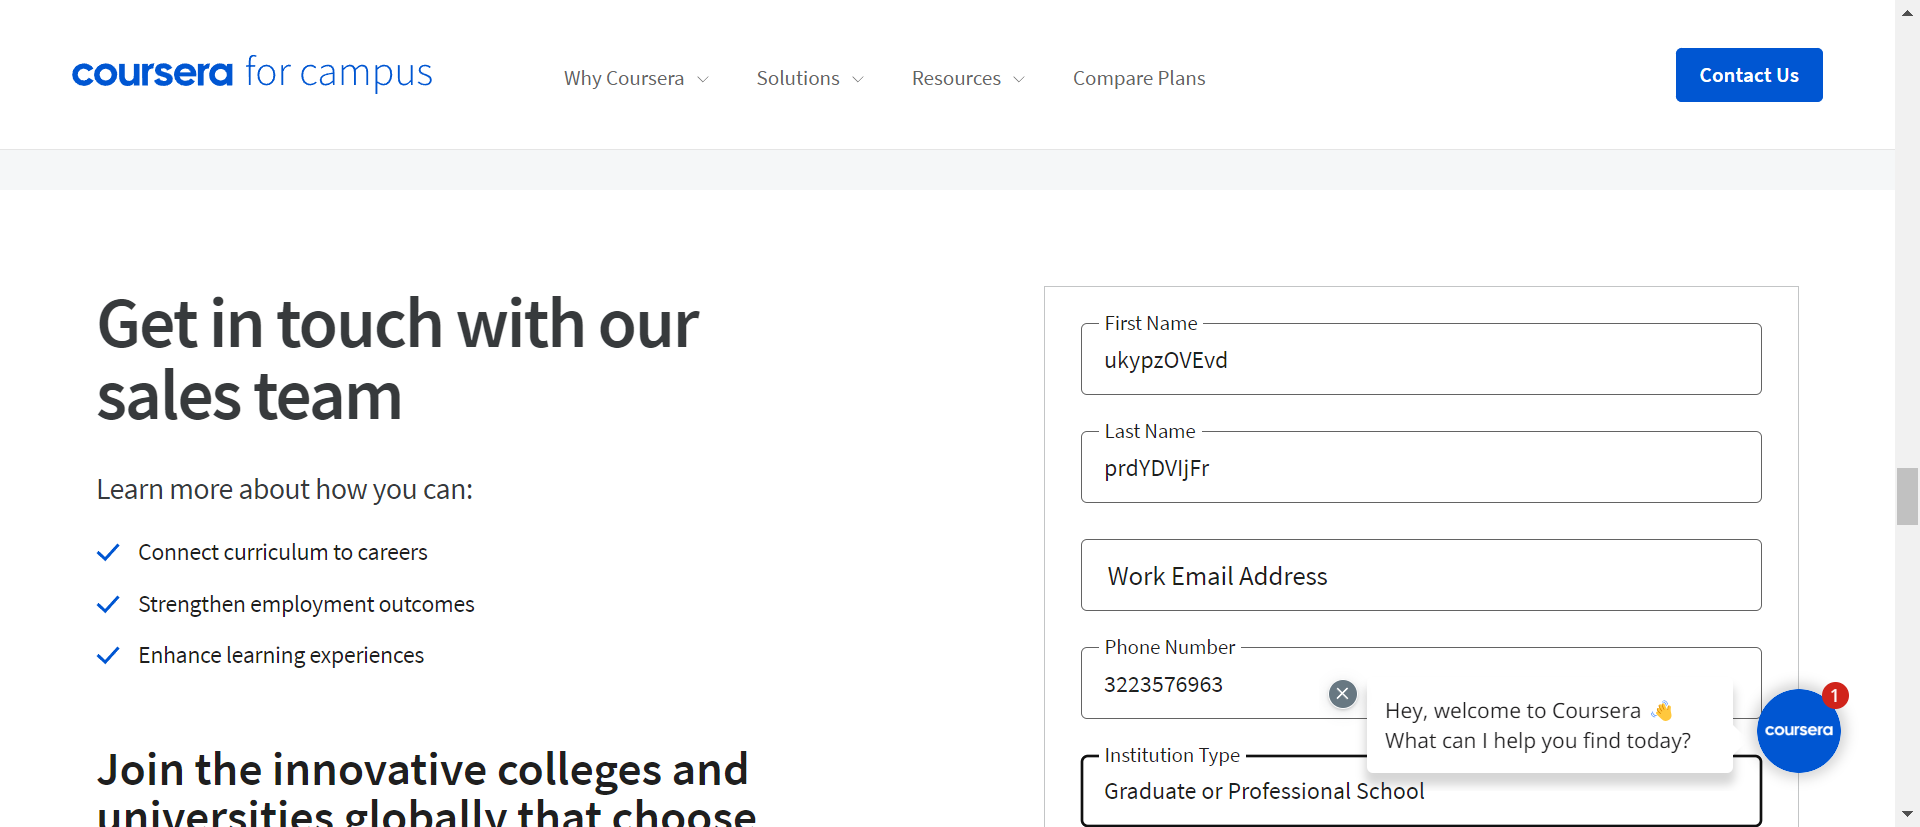 coursera for campus
Why Coursera
Solutions
Resources
Compare Plans
Contact Us
Get in touch with our
sales team
Learn more about how you can:
Connect curriculum to careers
Strengthen employment outcomes
Enhance learning experiences
Join the innovative colleges and
universities globally that choose
First Name
ukypzOVEvd
Last Name
prdYDVIjFr
Work Email Address
Phone Number
3223576963
Institution Type
Graduate or Professional School
Hey, welcome to Coursera 👋
What can I help you find today?
coursera
1